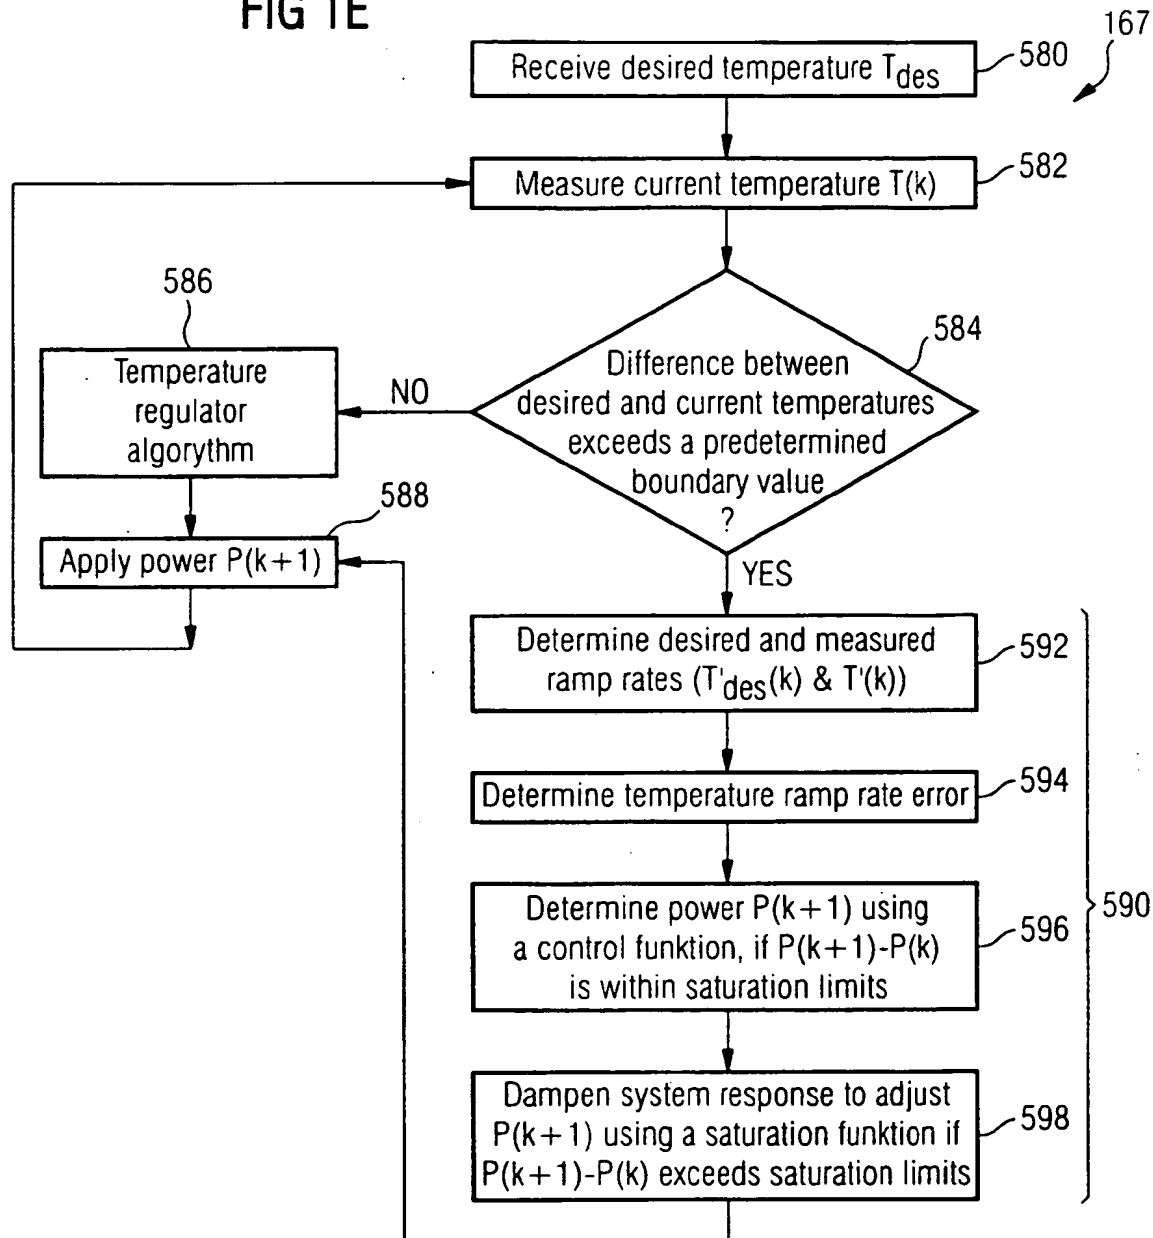 FIG 1E
167
Receive desired temperature Tdes
580
Measure current temperature T(k)
582
586
584
Temperature
regulator
algorythm
NO
Difference between
desired and current temperatures
exceeds a predetermined
boundary value
?
588
Apply power P(k+1)
YES
Determine desired and measured
ramp rates (T'des(k) & T'(k))
592
Determine temperature ramp rate error
594
590
Determine power P(k+1) using
a control funktion, if P(k+1)-P(k)
is within saturation limits
596
Dampen system response to adjust
P(k+1) using a saturation funktion if
P(k+1)-P(k) exceeds saturation limits
598